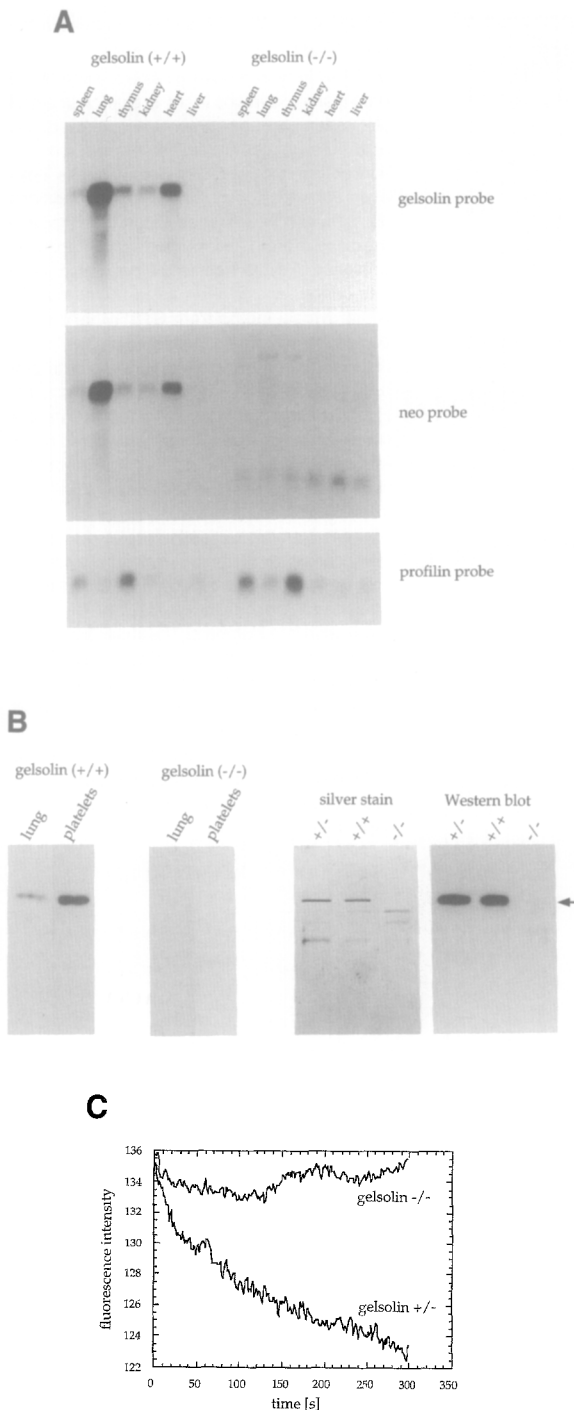 A
gelsolin (+/+) gelsolin (-/-)
spleen lung thymus kidney heart liver spleen lung thymus kidney heart liver
gelsolin probe
neo probe
profilin probe
B
gelsolin (+/+) gelsolin (-/-)
lung platelets lung platelets
silver stain Western blot
+/- +/+ -/- +/- +/+ -/-
C
136
134
132
130
128
126
124
122
fluorescence intensity
gelsolin -/-
gelsolin +/-
0 50 100 150 200 250 300 350
time [s]